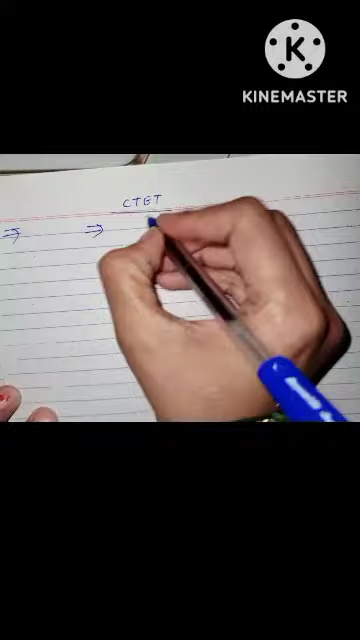 K
KINEMASTER
CTET
⇒ ⇒